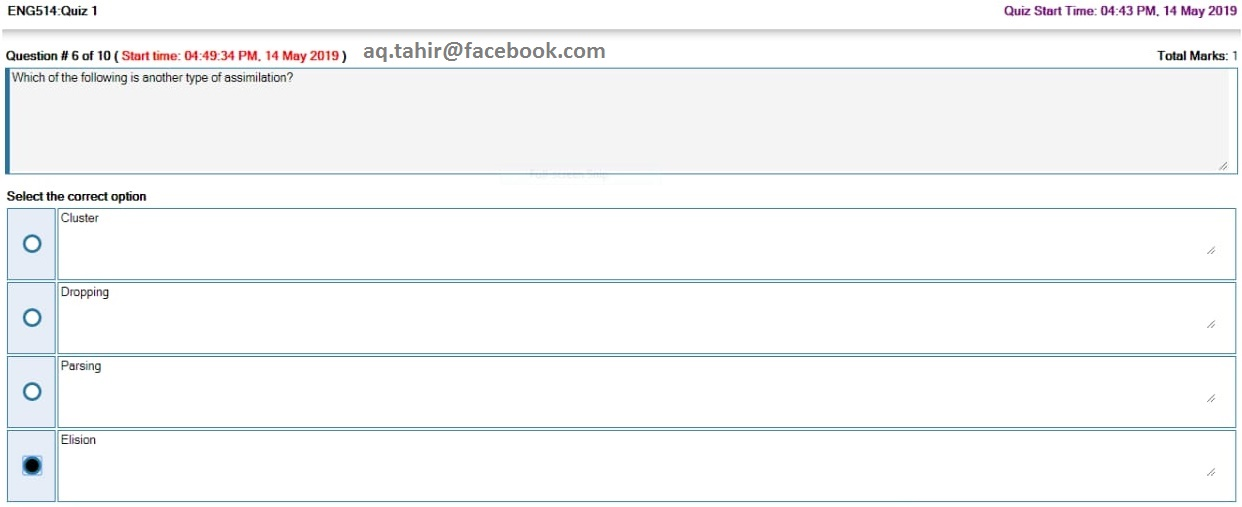 ENG514:Quiz 1 Quiz Start Time: 04:43 PM, 14 May 2019
Question # 6 of 10 ( Start time: 04:49:34 PM, 14 May 2019 ) aq.tahir@facebook.com Total Marks: 1
Which of the following is another type of assimilation?
Select the correct option
Cluster
Dropping
Parsing
Elision